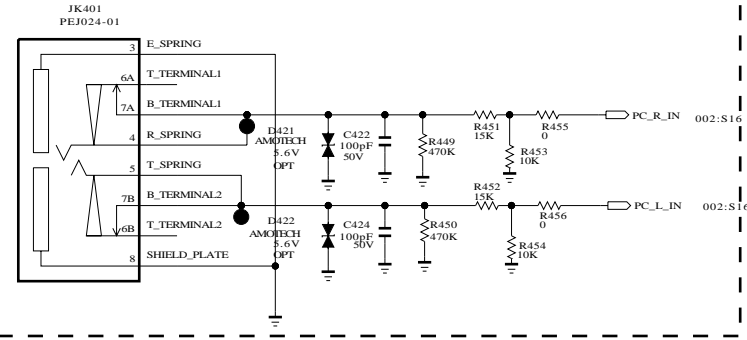 JK401
PEJ024-01
3 E_SPRING
6A T_TERMINAL1
7A B_TERMINAL1
4 R_SPRING
5 T_SPRING
7B B_TERMINAL2
6B T_TERMINAL2
8 SHIELD_PLATE
D421
AMOTECH
5.6V
OPT
C422
100pF
50V
R449
470K
R451
15K
R455
0
R453
10K
PC_R_IN 002:S16
D422
AMOTECH
5.6V
OPT
C424
100pF
50V
R450
470K
R452
15K
R456
0
R454
10K
PC_L_IN 002:S16